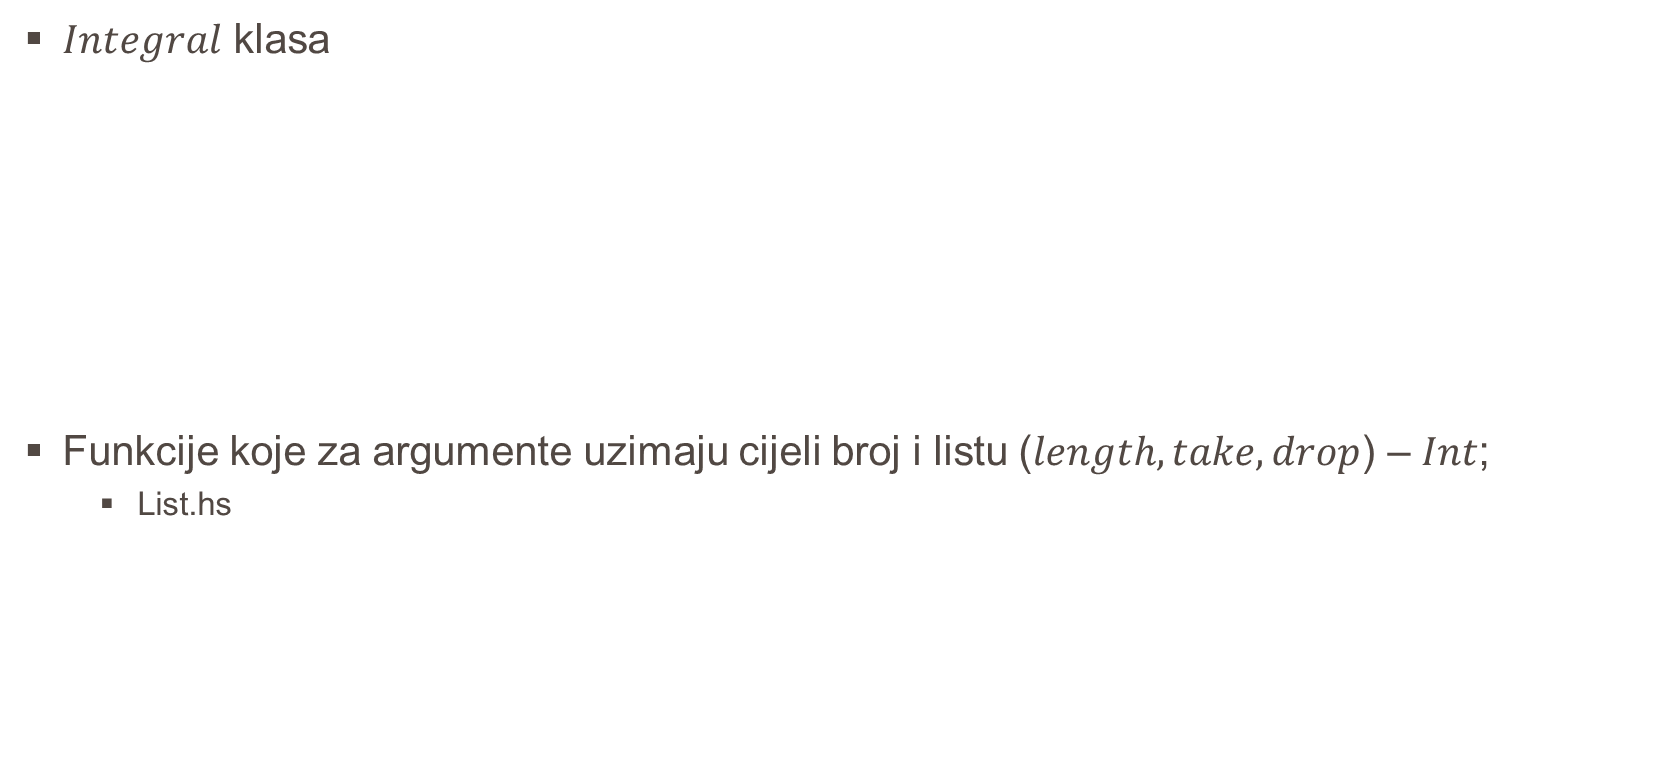 ▪ Integral klasa
▪ Funkcije koje za argumente uzimaju cijeli broj i listu (length, take, drop) – Int;
▪ List.hs